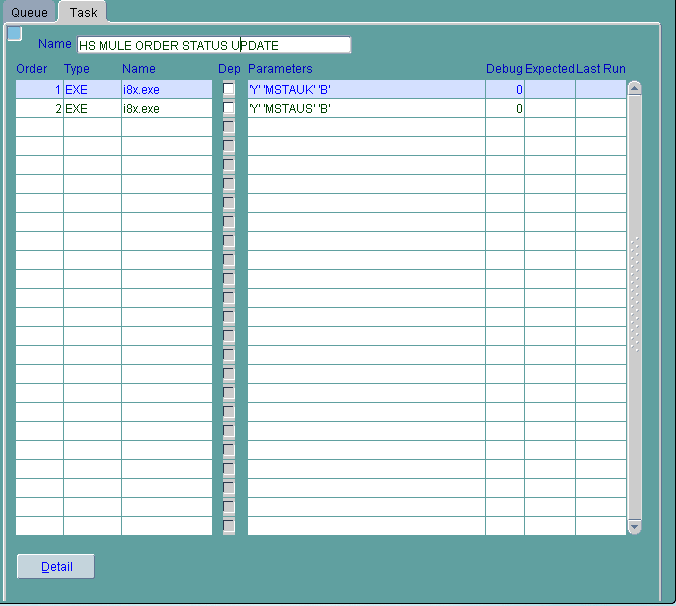 Queue Task
Name HS MULE ORDER STATUS UPDATE
Order Type Name Dep Parameters Debug Expected Last Run
1 EXE i8x.exe 'Y' 'MSTAUK' 'B' 0
2 EXE i8x.exe 'Y' 'MSTAUS' 'B' 0
Detail